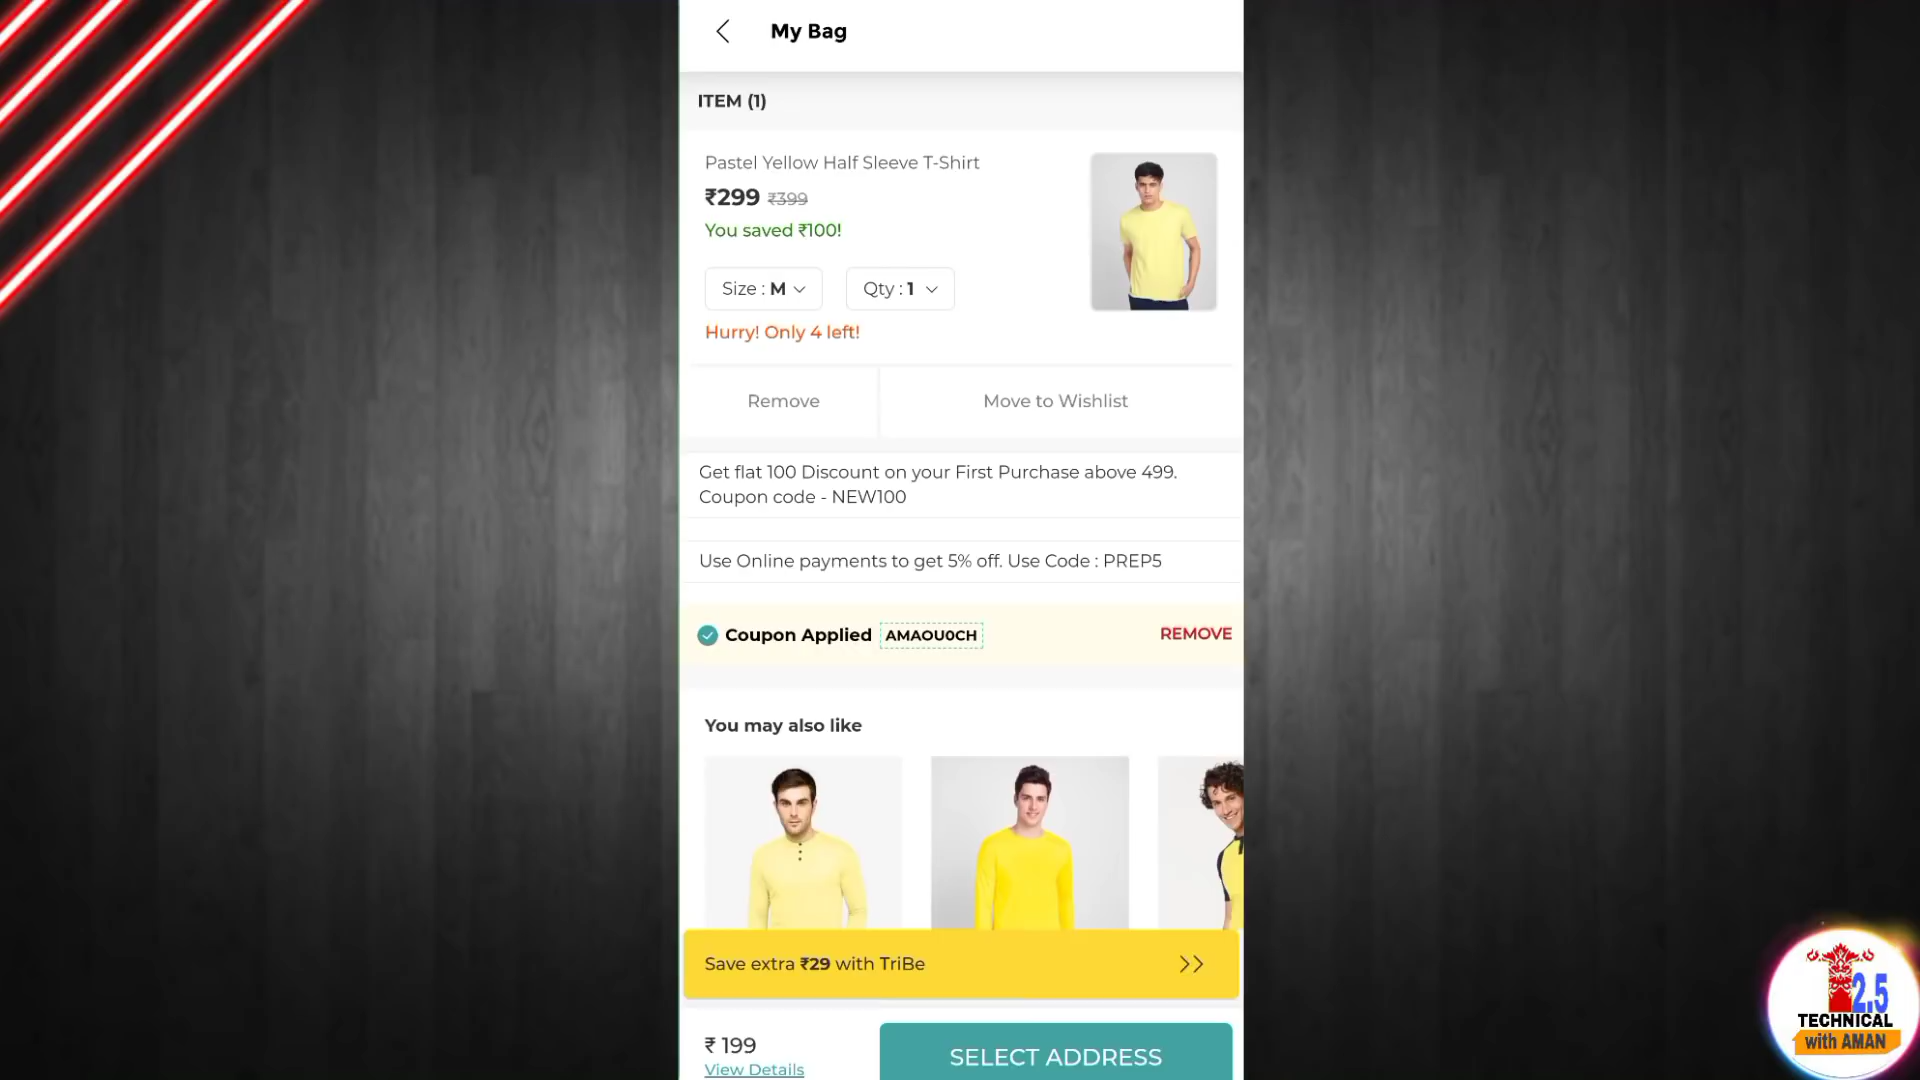 My Bag
ITEM (1)
Pastel Yellow Half Sleeve T-Shirt
₹299 ₹399
You saved ₹100!
Size : M
Qty : 1
Hurry! Only 4 left!
Remove
Move to Wishlist
Get flat 100 Discount on your First Purchase above 499.
Coupon code - NEW100
Use Online payments to get 5% off. Use Code : PREP5
Coupon Applied AMAOU0CH
REMOVE
You may also like
Save extra ₹29 with TriBe
₹ 199
View Details
SELECT ADDRESS
2.5
TECHNICAL
with AMAN